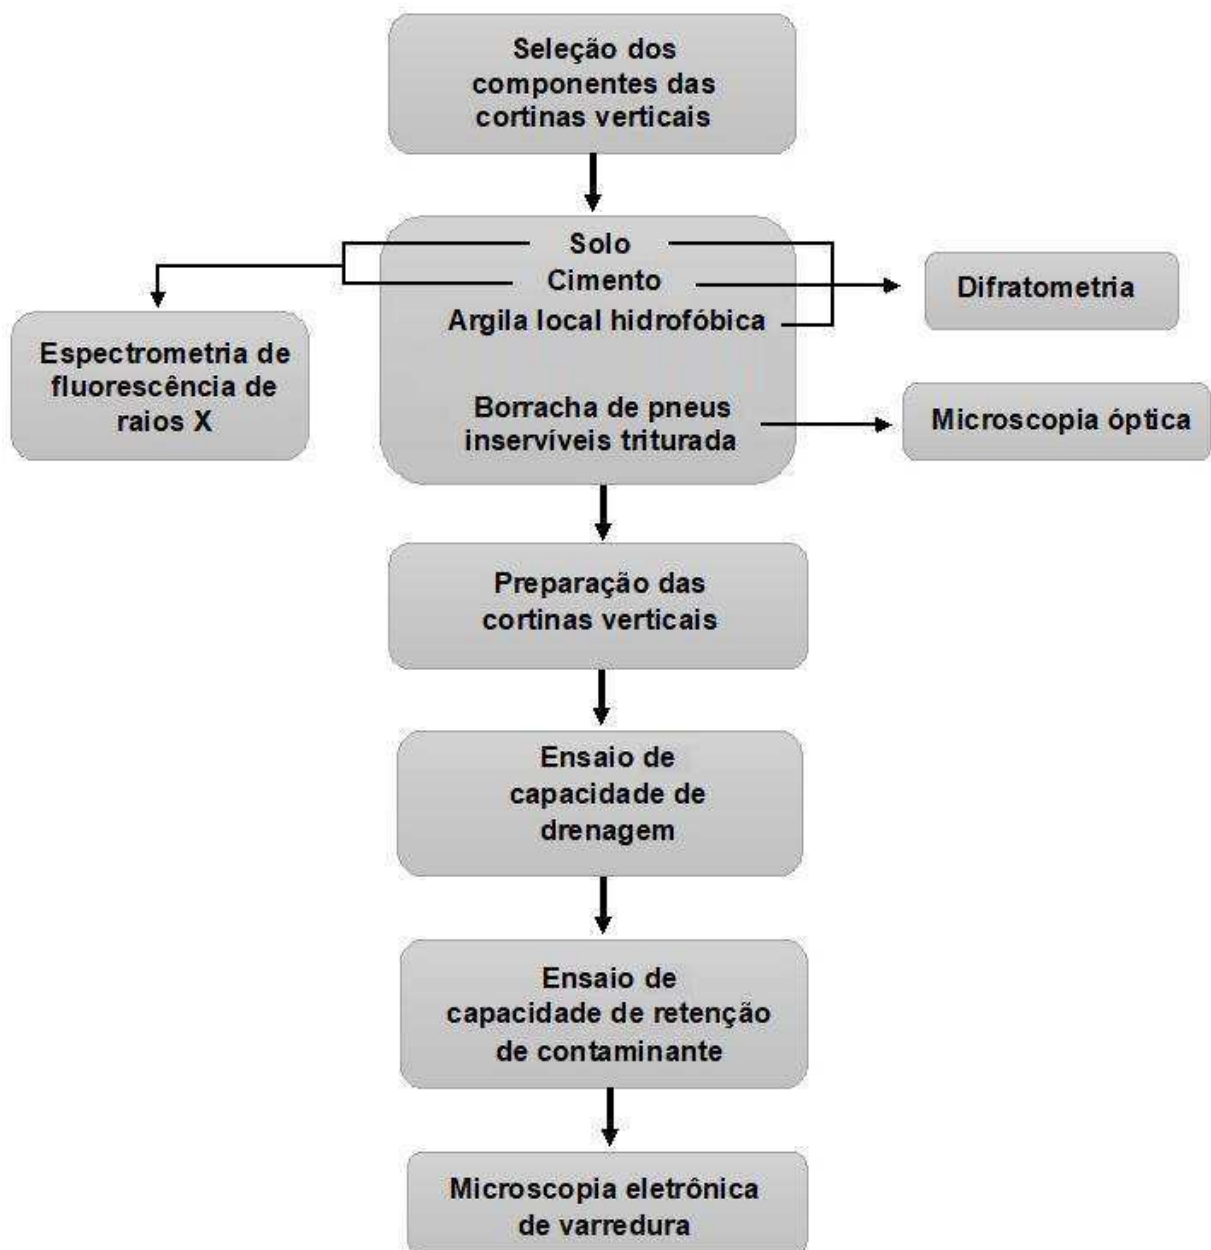 Seleção dos
componentes das
cortinas verticais
Solo
Cimento
Argila local hidrofóbica
Borracha de pneus
inservíveis triturada
Espectrometria de
fluorescência de
raios X
Difratometria
Microscopia óptica
Preparação das
cortinas verticais
Ensaio de
capacidade de
drenagem
Ensaio de
capacidade de retenção
de contaminante
Microscopia eletrônica
de varredura